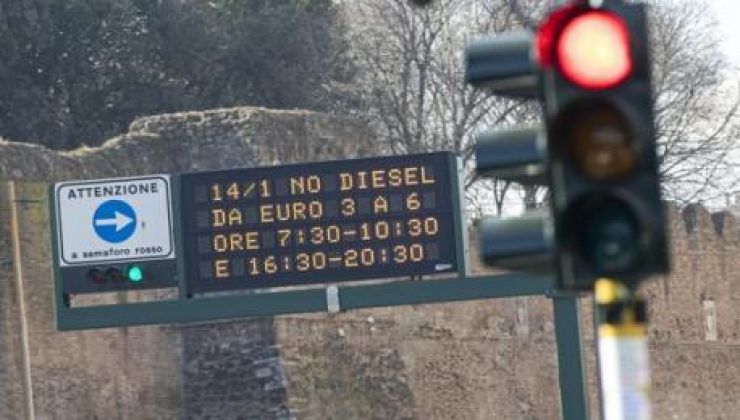 ATTENZIONE
a semaforo rosso
14/1 NO DIESEL
DA EURO 3 A 6
ORE 7:30-10:30
E 16:30-20:30